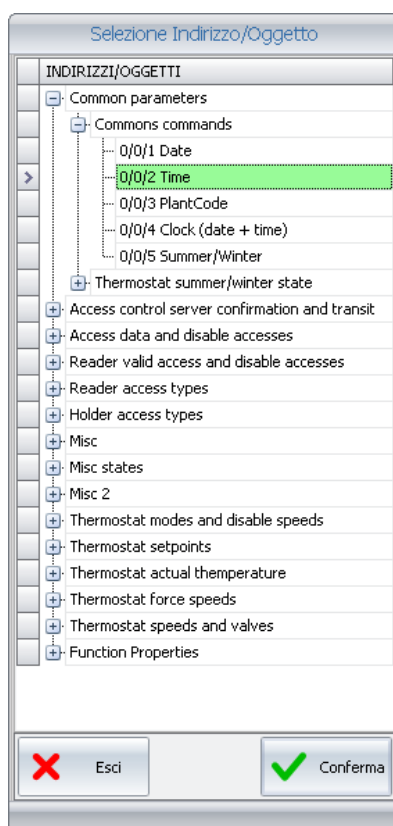 Selezione Indirizzo/Oggetto
INDIRIZZI/OGGETTI
Common parameters
Commons commands
0/0/1 Date
0/0/2 Time
0/0/3 PlantCode
0/0/4 Clock (date + time)
0/0/5 Summer/Winter
Thermostat summer/winter state
Access control server confirmation and transit
Access data and disable accesses
Reader valid access and disable accesses
Reader access types
Holder access types
Misc
Misc states
Misc 2
Thermostat modes and disable speeds
Thermostat setpoints
Thermostat actual themperature
Thermostat force speeds
Thermostat speeds and valves
Function Properties
Esci Conferma